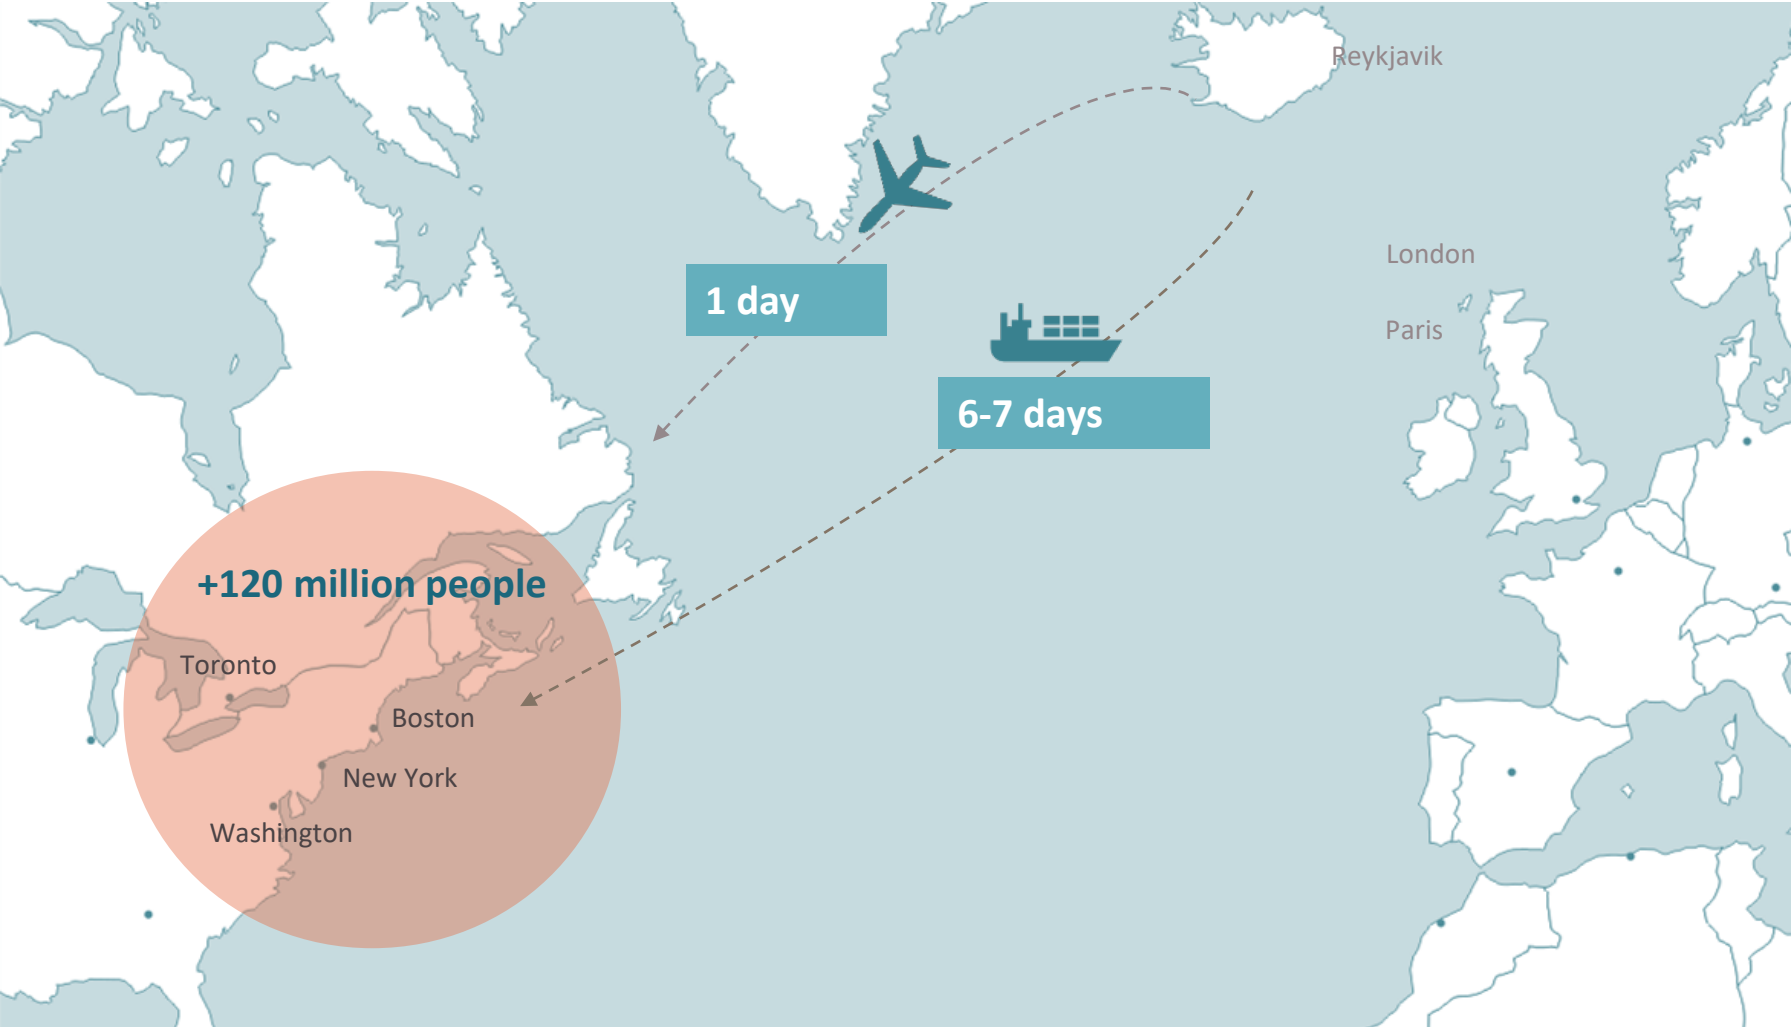 Reykjavik
London
1 day
Paris
6-7 days
+120 million people
Toronto
Boston
New York
Washington